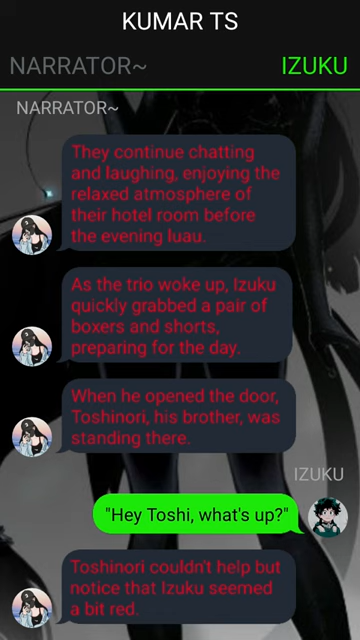 KUMAR TS
NARRATOR~ IZUKU
NARRATOR~
They continue chatting
and laughing, enjoying the
relaxed atmosphere of
their hotel room before
the evening luau.
As the trio woke up, Izuku
quickly grabbed a pair of
boxers and shorts,
preparing for the day.
When he opened the door,
Toshinori, his brother, was
standing there.
IZUKU
"Hey Toshi, what's up?"
Toshinori couldn't help but
notice that Izuku seemed
a bit red.